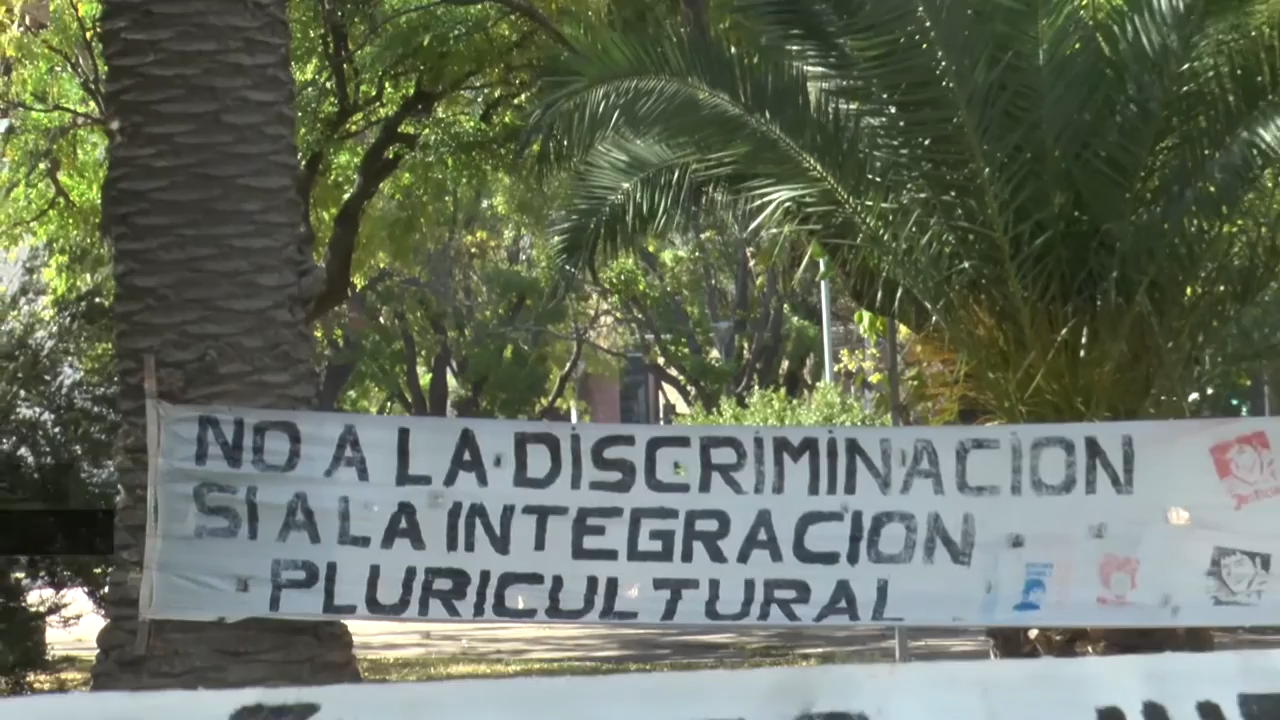 NO A LA DISCRIMINACION
SI A LA INTEGRACION
PLURICULTURAL